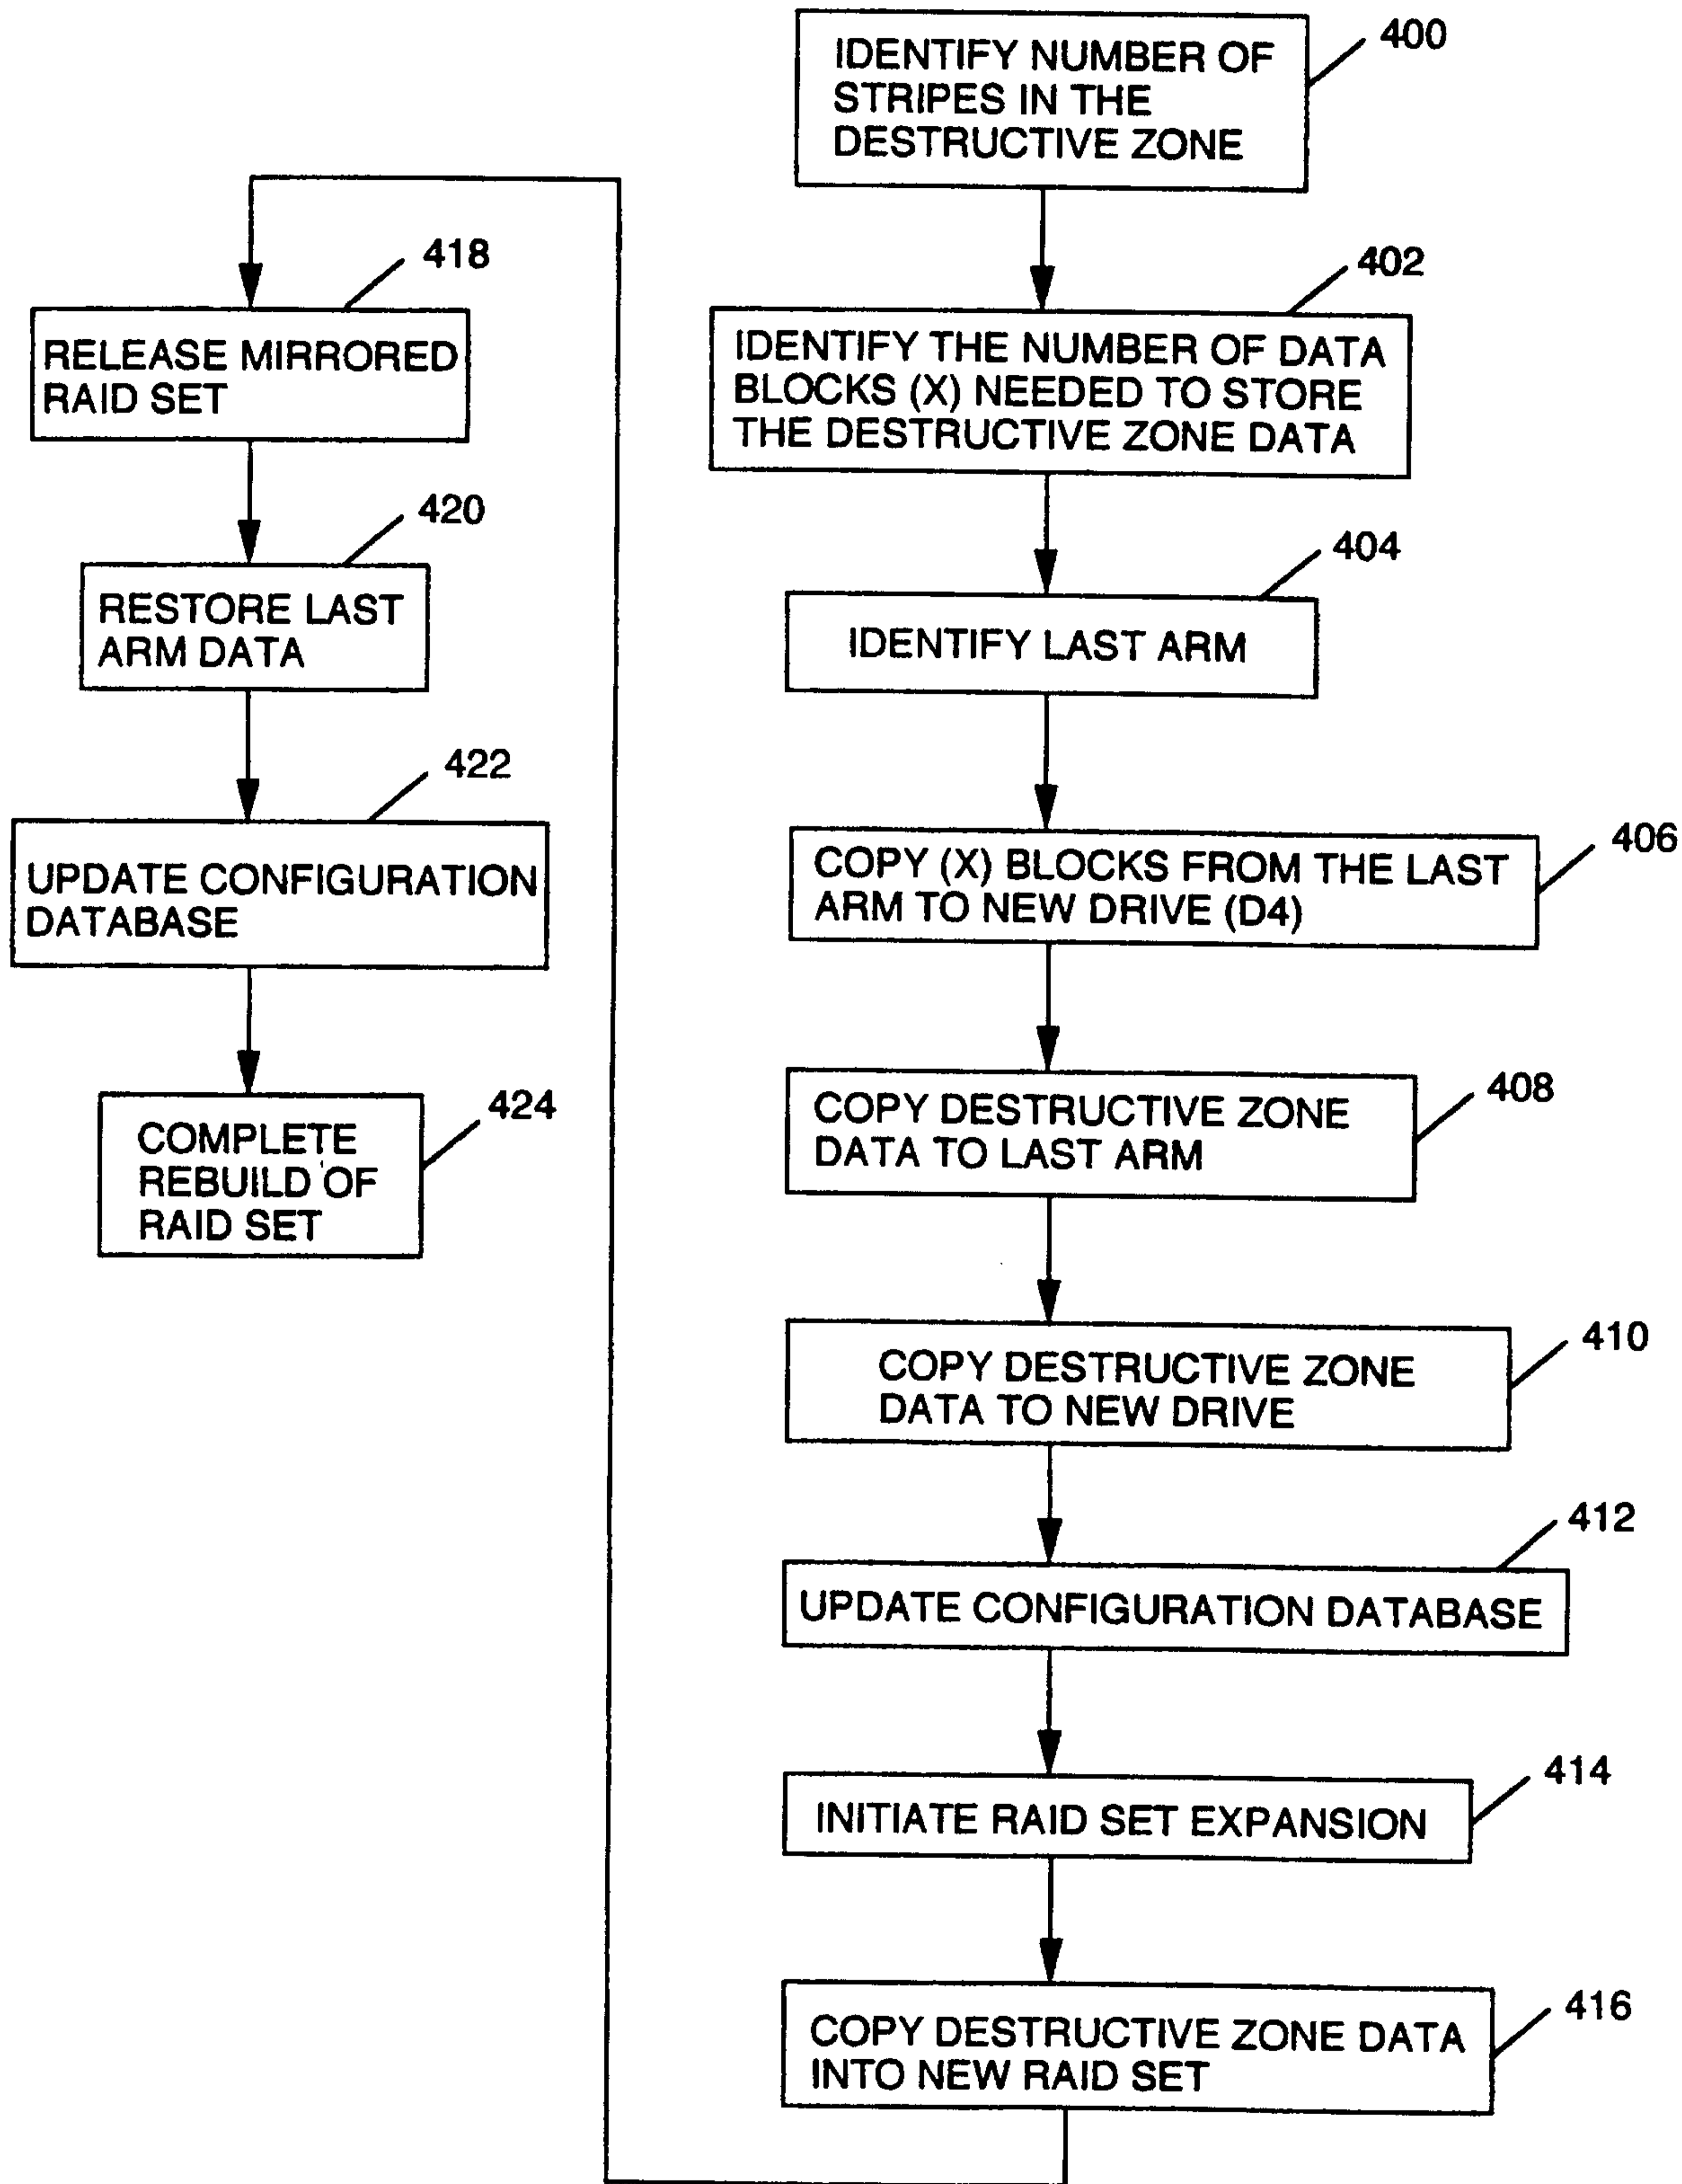 400
IDENTIFY NUMBER OF
STRIPES IN THE
DESTRUCTIVE ZONE
402
IDENTIFY THE NUMBER OF DATA
BLOCKS (X) NEEDED TO STORE
THE DESTRUCTIVE ZONE DATA
404
IDENTIFY LAST ARM
406
COPY (X) BLOCKS FROM THE LAST
ARM TO NEW DRIVE (D4)
408
COPY DESTRUCTIVE ZONE
DATA TO LAST ARM
410
COPY DESTRUCTIVE ZONE
DATA TO NEW DRIVE
412
UPDATE CONFIGURATION DATABASE
414
INITIATE RAID SET EXPANSION
416
COPY DESTRUCTIVE ZONE DATA
INTO NEW RAID SET
418
RELEASE MIRRORED
RAID SET
420
RESTORE LAST
ARM DATA
422
UPDATE CONFIGURATION
DATABASE
424
COMPLETE
REBUILD OF
RAID SET